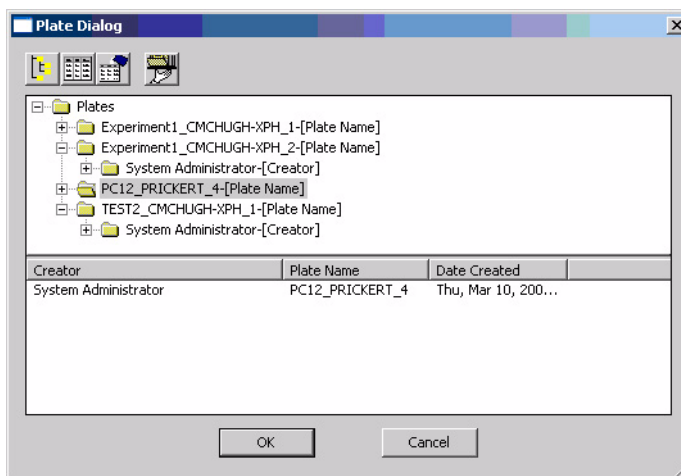 Plate Dialog
Plates
Experiment1_CMCHUGH-XPH_1-[Plate Name]
Experiment1_CMCHUGH-XPH_2-[Plate Name]
System Administrator-[Creator]
PC12_PRICKERT_4-[Plate Name]
TEST2_CMCHUGH-XPH_1-[Plate Name]
System Administrator-[Creator]
Creator Plate Name Date Created
System Administrator PC12_PRICKERT_4 Thu, Mar 10, 200...
OK Cancel